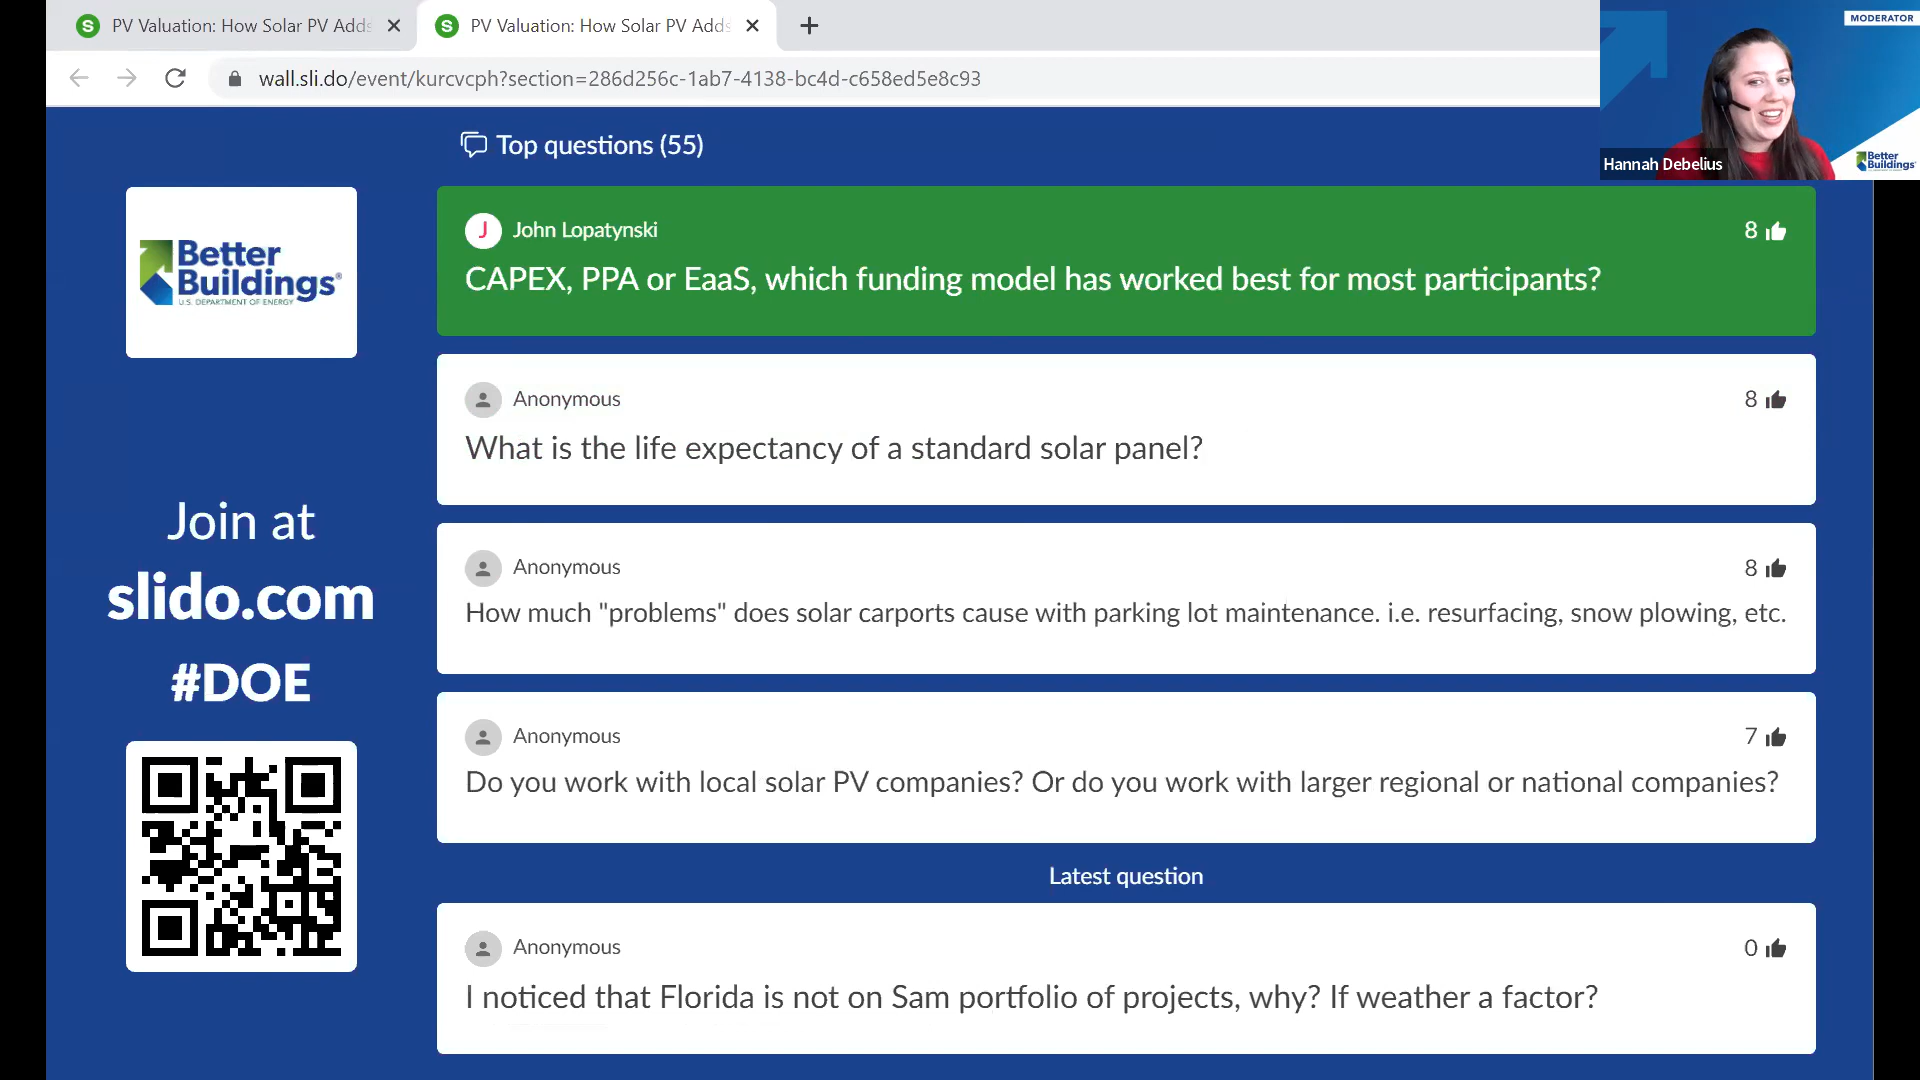 PV Valuation: How Solar PV Adds
PV Valuation: How Solar PV Adds
wall.sli.do/event/kurcvcph?section=286d256c-1ab7-4138-bc4d-c658ed5e8c93
MODERATOR
Hannah Debelius
Better
Buildings
Top questions (55)
Better
Buildings®
U.S. DEPARTMENT OF ENERGY
Join at
slido.com
#DOE
J
John Lopatynski
8
CAPEX, PPA or EaaS, which funding model has worked best for most participants?
Anonymous
8
What is the life expectancy of a standard solar panel?
Anonymous
8
How much "problems" does solar carports cause with parking lot maintenance. i.e. resurfacing, snow plowing, etc.
Anonymous
7
Do you work with local solar PV companies? Or do you work with larger regional or national companies?
Latest question
Anonymous
0
I noticed that Florida is not on Sam portfolio of projects, why? If weather a factor?